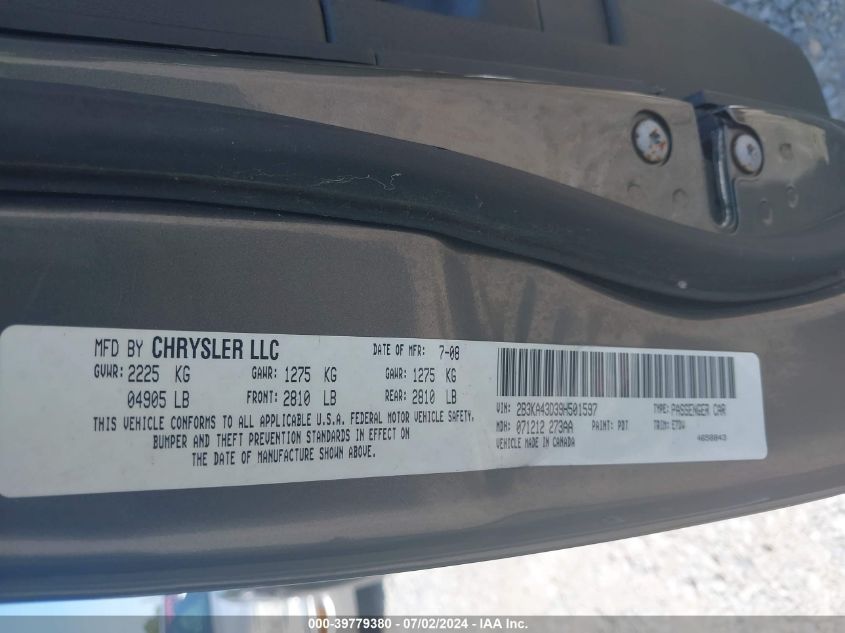 MFD BY CHRYSLER LLC DATE OF MFR: 7-08
GVWR: 2225 KG GAWR: 1275 KG GAWR: 1275 KG
04905 LB FRONT: 2810 LB REAR: 2810 LB
THIS VEHICLE CONFORMS TO ALL APPLICABLE U.S.A. FEDERAL MOTOR VEHICLE SAFETY,
BUMPER AND THEFT PREVENTION STANDARDS IN EFFECT ON
THE DATE OF MANUFACTURE SHOWN ABOVE.
VIN: 2B3KA43D39H501597 TYPE: PASSENGER CAR
MDH: 071212 273AA PAINT: PDT TRIM: E7DV
VEHICLE MADE IN CANADA 4650843
000-39779380 - 07/02/2024 - IAA Inc.